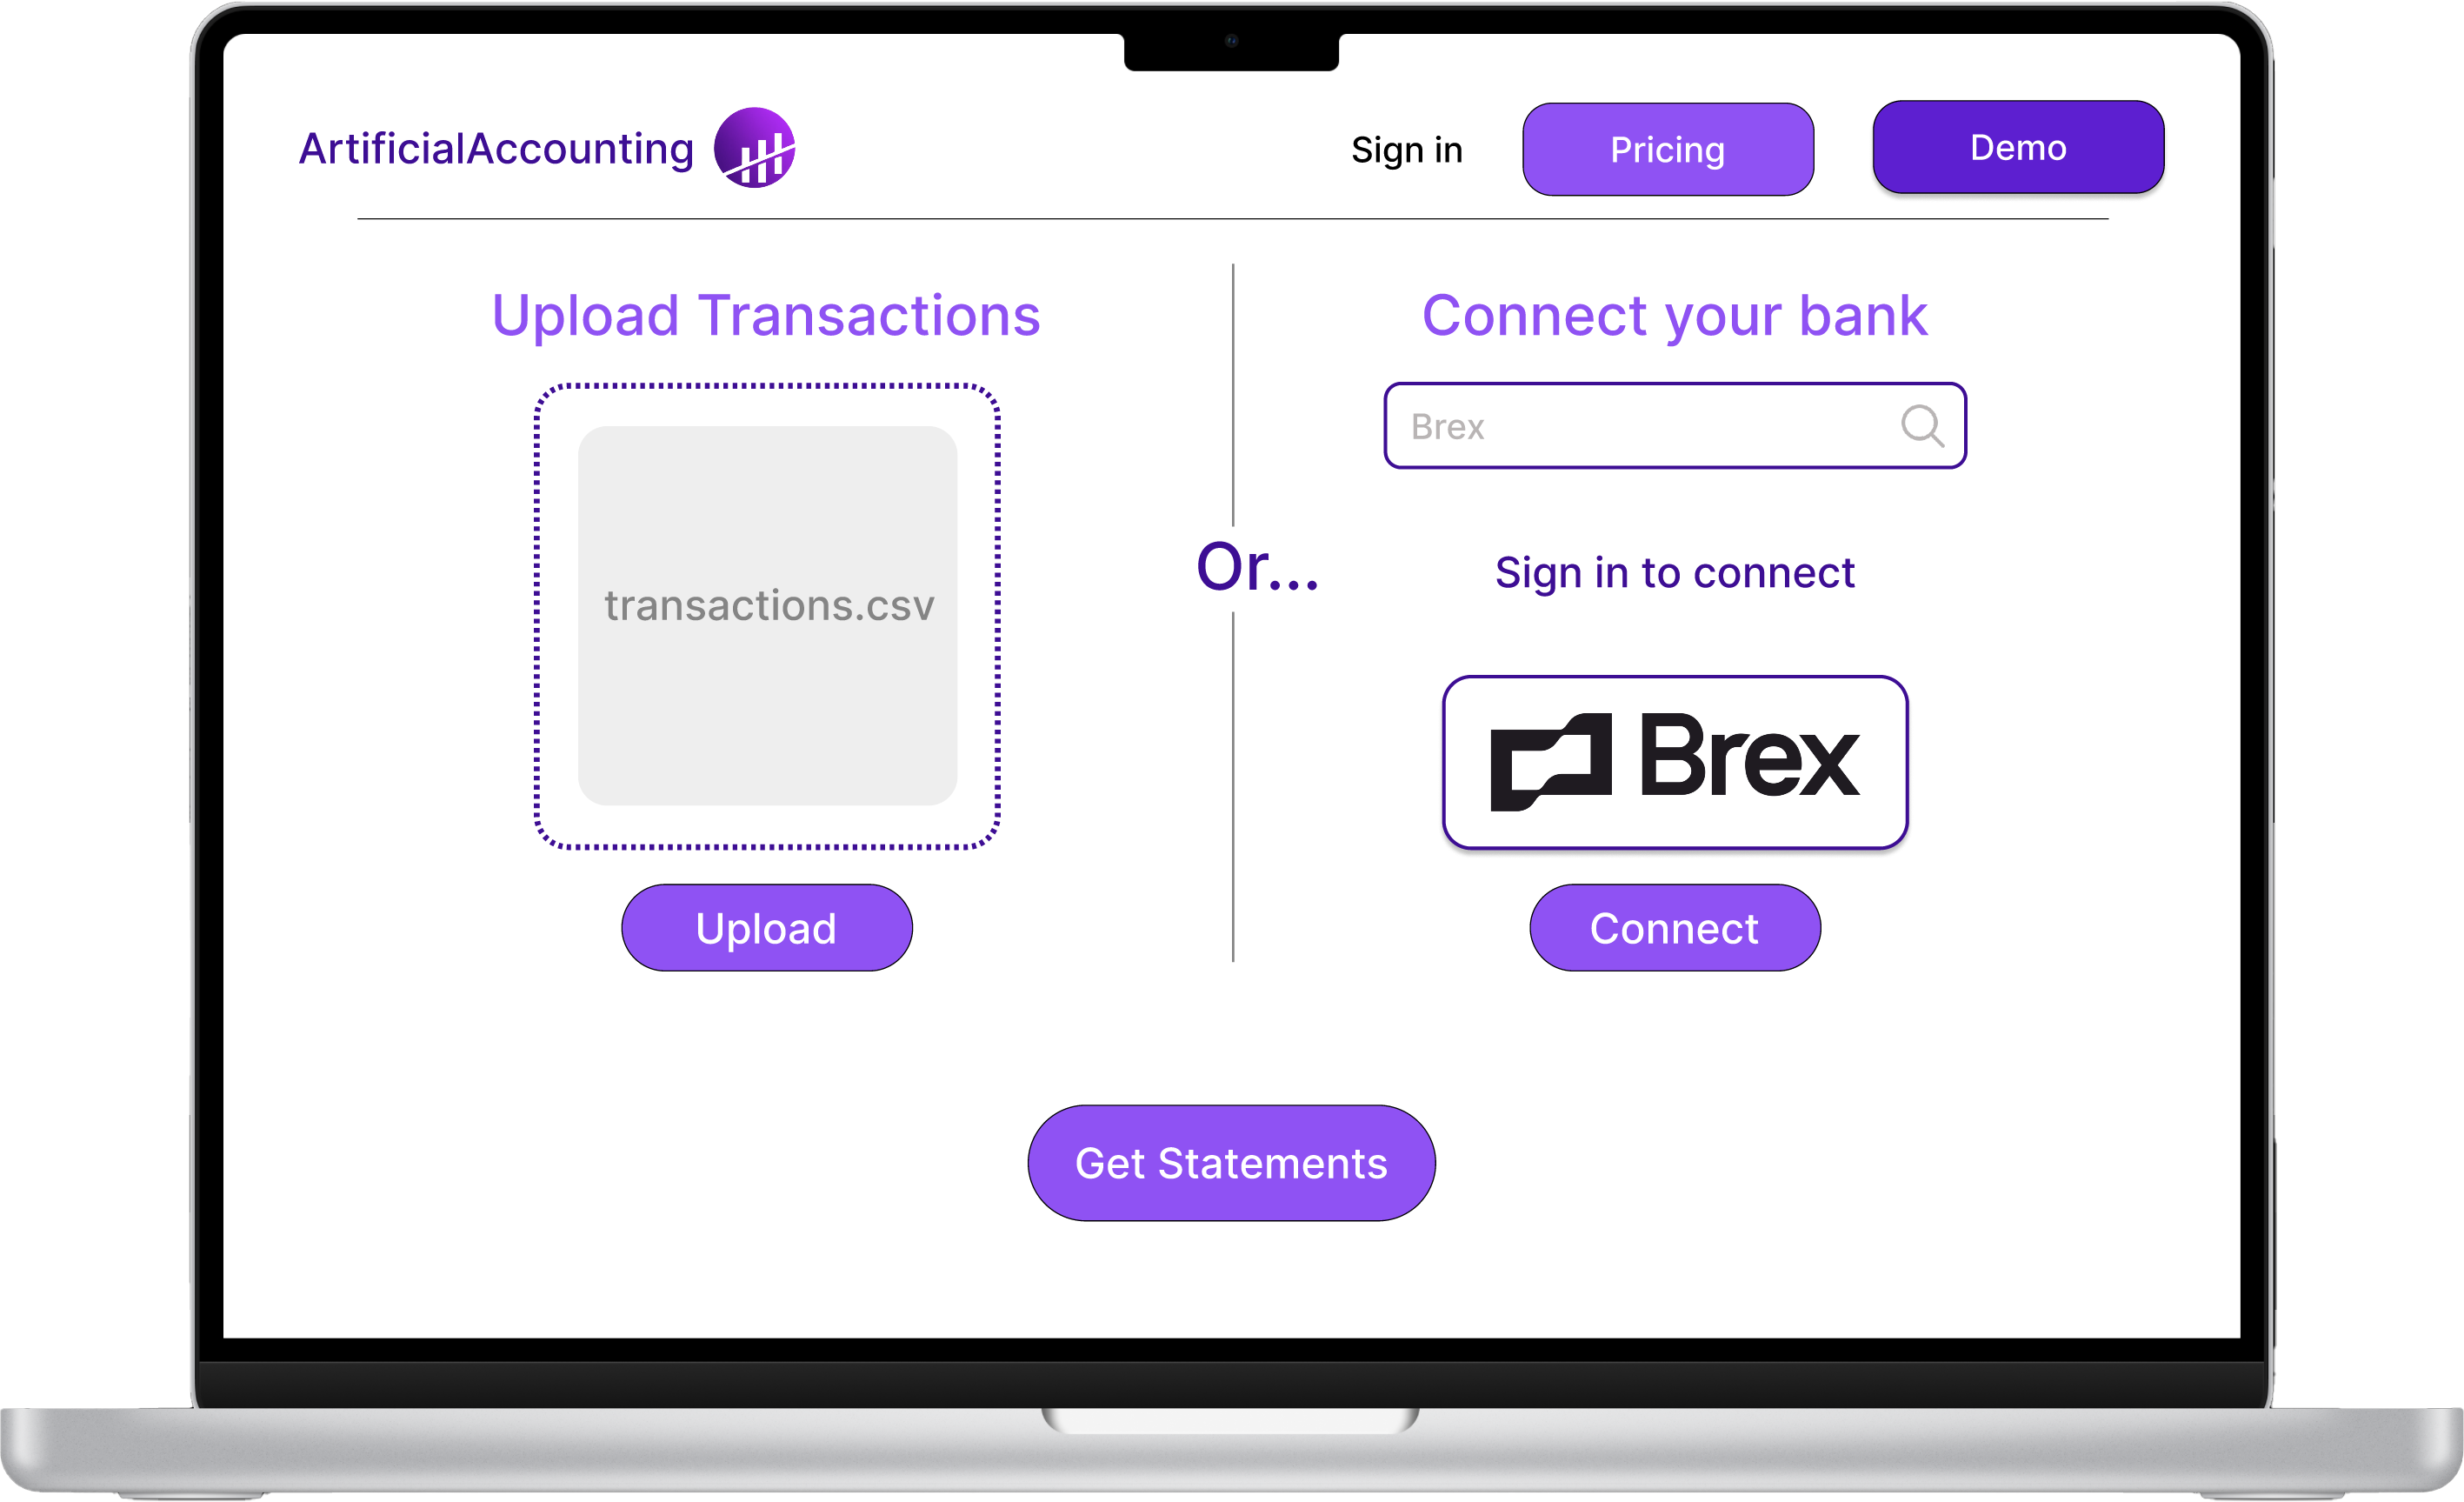 ArtificialAccounting
Sign in
Pricing
Demo
Upload Transactions
transactions.csv
Upload
Or...
Connect your bank
Brex
Sign in to connect
Brex
Connect
Get Statements